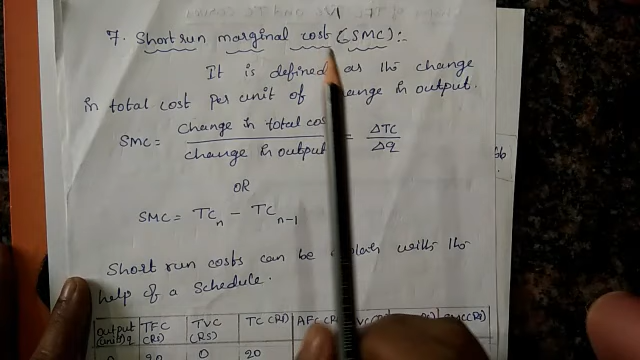 7. Short run marginal cost (SMC):-
It is defined as the change
in total cost per unit of change in output.
SMC = Change in total cos = ΔTC
change in output Δq
OR
SMC = TCn - TCn-1
Short run costs can be with the
help of a Schedule.
Output (unit) q TFC (RS) TVC (RS) TC (RS) AFC (RS)
0 20 0 20